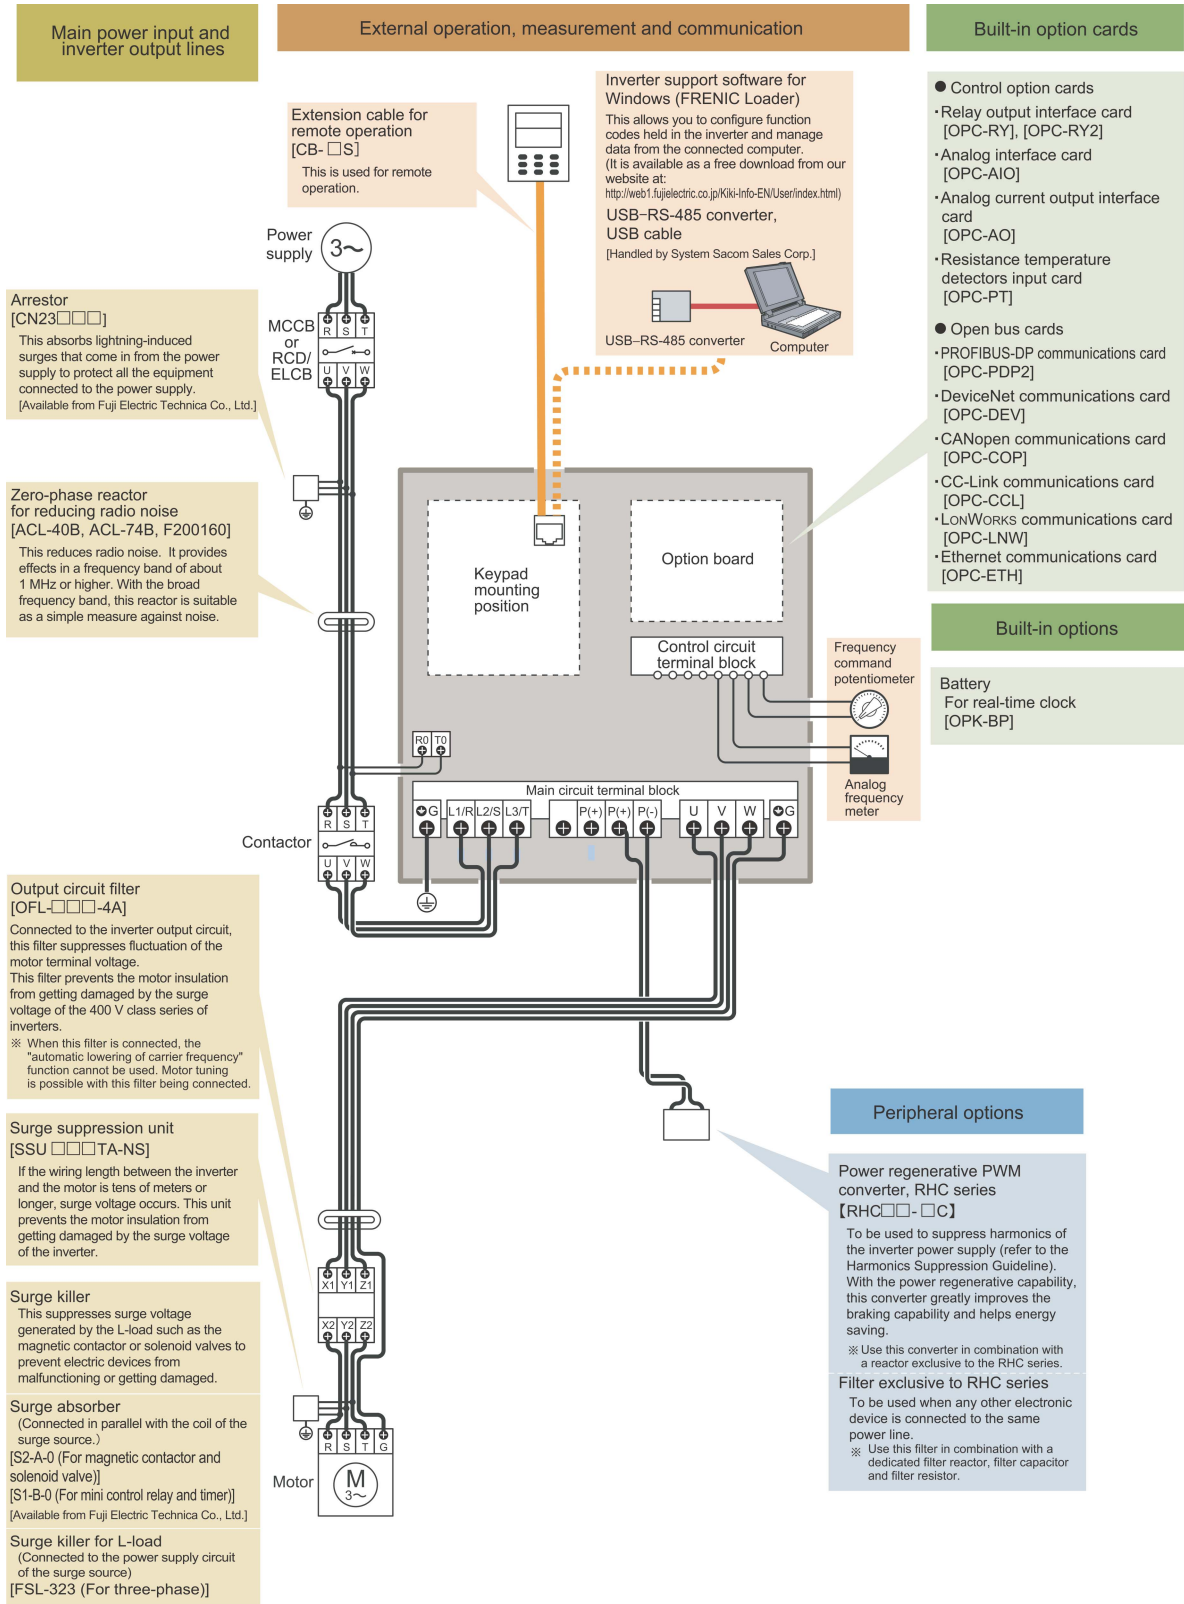 Main power input and
inverter output lines
External operation, measurement and communication
Built-in option cards
Extension cable for
remote operation
[CB- □S]
This is used for remote
operation.
Inverter support software for
Windows (FRENIC Loader)
This allows you to configure function
codes held in the inverter and manage
data from the connected computer.
(It is available as a free download from our
website at:
http://web1.fujielectric.co.jp/Kiki-Info-EN/User/index.html)
USB−RS-485 converter,
USB cable
[Handled by System Sacom Sales Corp.]
USB–RS-485 converter
Computer
● Control option cards
・Relay output interface card
[OPC-RY], [OPC-RY2]
・Analog interface card
[OPC-AIO]
・Analog current output interface
card
[OPC-AO]
・Resistance temperature
detectors input card
[OPC-PT]
● Open bus cards
・PROFIBUS-DP communications card
[OPC-PDP2]
・DeviceNet communications card
[OPC-DEV]
・CANopen communications card
[OPC-COP]
・CC-Link communications card
[OPC-CCL]
・LONWORKS communications card
[OPC-LNW]
・Ethernet communications card
[OPC-ETH]
Built-in options
Battery
For real-time clock
[OPK-BP]
Power
supply
3～
R S T
MCCB
or
RCD/
ELCB
U V W
Arrestor
[CN23□□□]
This absorbs lightning-induced
surges that come in from the power
supply to protect all the equipment
connected to the power supply.
[Available from Fuji Electric Technica Co., Ltd.]
Zero-phase reactor
for reducing radio noise
[ACL-40B, ACL-74B, F200160]
This reduces radio noise. It provides
effects in a frequency band of about
1 MHz or higher. With the broad
frequency band, this reactor is suitable
as a simple measure against noise.
Keypad
mounting
position
Option board
Control circuit
terminal block
Frequency
command
potentiometer
Analog
frequency
meter
R0 T0
Main circuit terminal block
G L1/R L2/S L3/T P(+) P(+) P(-) U V W G
R S T
Contactor
U V W
Output circuit filter
[OFL-□□□-4A]
Connected to the inverter output circuit,
this filter suppresses fluctuation of the
motor terminal voltage.
This filter prevents the motor insulation
from getting damaged by the surge
voltage of the 400 V class series of
inverters.
※ When this filter is connected, the
"automatic lowering of carrier frequency"
function cannot be used. Motor tuning
is possible with this filter being connected.
Surge suppression unit
[SSU □□□TA-NS]
If the wiring length between the inverter
and the motor is tens of meters or
longer, surge voltage occurs. This unit
prevents the motor insulation from
getting damaged by the surge voltage
of the inverter.
Surge killer
This suppresses surge voltage
generated by the L-load such as the
magnetic contactor or solenoid valves to
prevent electric devices from
malfunctioning or getting damaged.
Surge absorber
(Connected in parallel with the coil of the
surge source.)
[S2-A-0 (For magnetic contactor and
solenoid valve)]
[S1-B-0 (For mini control relay and timer)]
[Available from Fuji Electric Technica Co., Ltd.]
Surge killer for L-load
(Connected to the power supply circuit
of the surge source)
[FSL-323 (For three-phase)]
X1 Y1 Z1
X2 Y2 Z2
R S T G
Motor
M
3～
Peripheral options
Power regenerative PWM
converter, RHC series
【RHC□□-□C】
To be used to suppress harmonics of
the inverter power supply (refer to the
Harmonics Suppression Guideline).
With the power regenerative capability,
this converter greatly improves the
braking capability and helps energy
saving.
※ Use this converter in combination with
a reactor exclusive to the RHC series.
Filter exclusive to RHC series
To be used when any other electronic
device is connected to the same
power line.
※ Use this filter in combination with a
dedicated filter reactor, filter capacitor
and filter resistor.